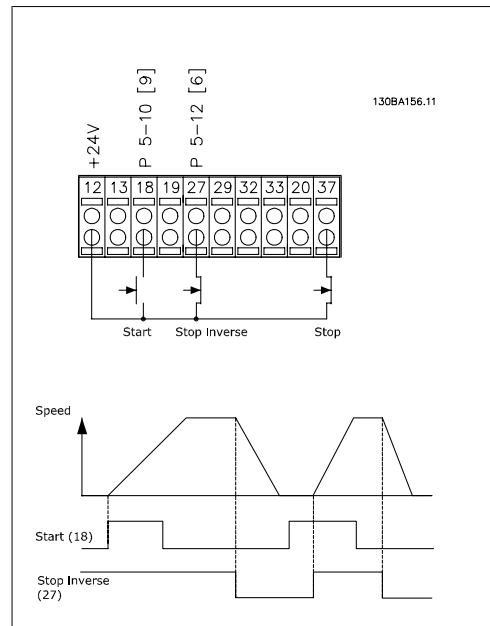 130BA156.11
+24V
P 5-10 [9]
P 5-12 [6]
12 13 18 19 27 29 32 33 20 37
Start Stop Inverse Stop
Speed
Start (18)
Stop Inverse
(27)